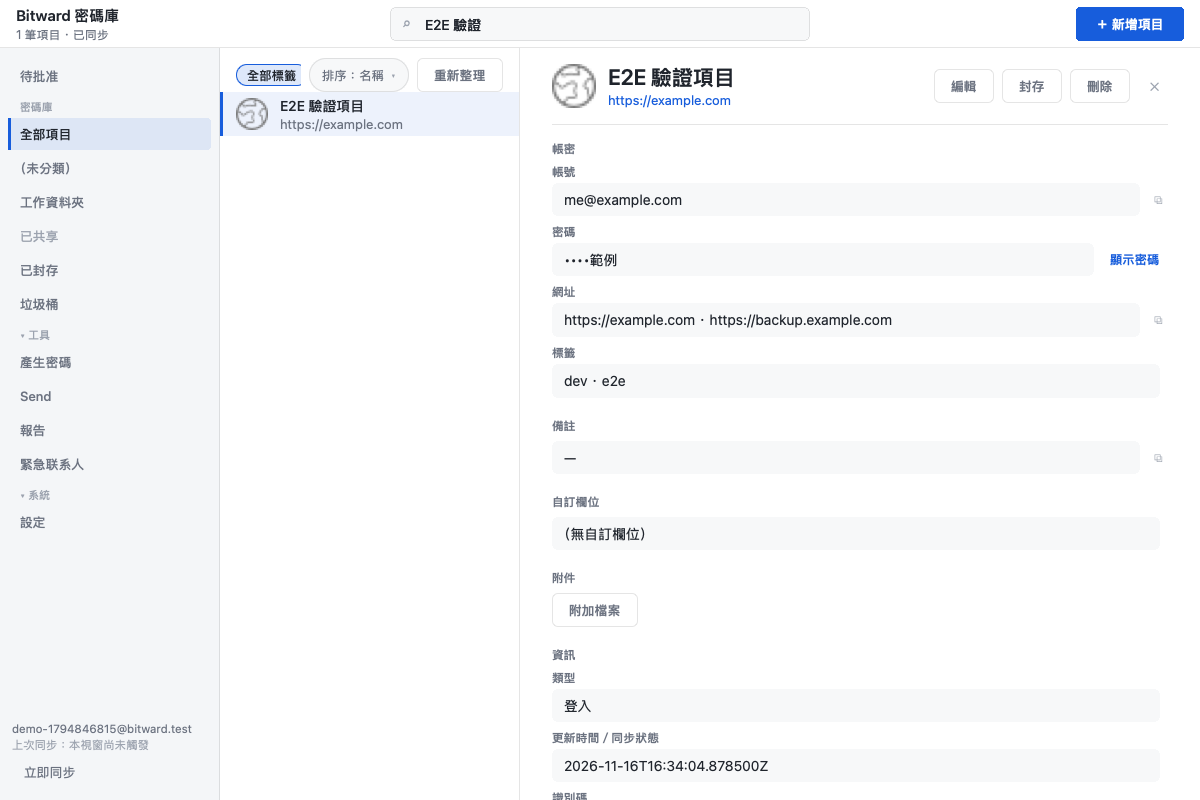 Bitward 密碼庫
1 筆項目 · 已同步
E2E 驗證
+ 新增項目
待批准
密碼庫
全部項目
(未分類)
工作資料夾
已共享
已封存
垃圾桶
工具
產生密碼
Send
報告
緊急联系人
系統
設定
demo-1794846815@bitward.test
上次同步：本視窗尚未觸發
立即同步
全部標籤
排序：名稱
重新整理
E2E 驗證項目
https://example.com
E2E 驗證項目
https://example.com
編輯
封存
刪除
帳密
帳號
me@example.com
密碼
••••範例
顯示密碼
網址
https://example.com · https://backup.example.com
標籤
dev · e2e
備註
—
自訂欄位
(無自訂欄位)
附件
附加檔案
資訊
類型
登入
更新時間 / 同步狀態
2026-11-16T16:34:04.878500Z
識別碼